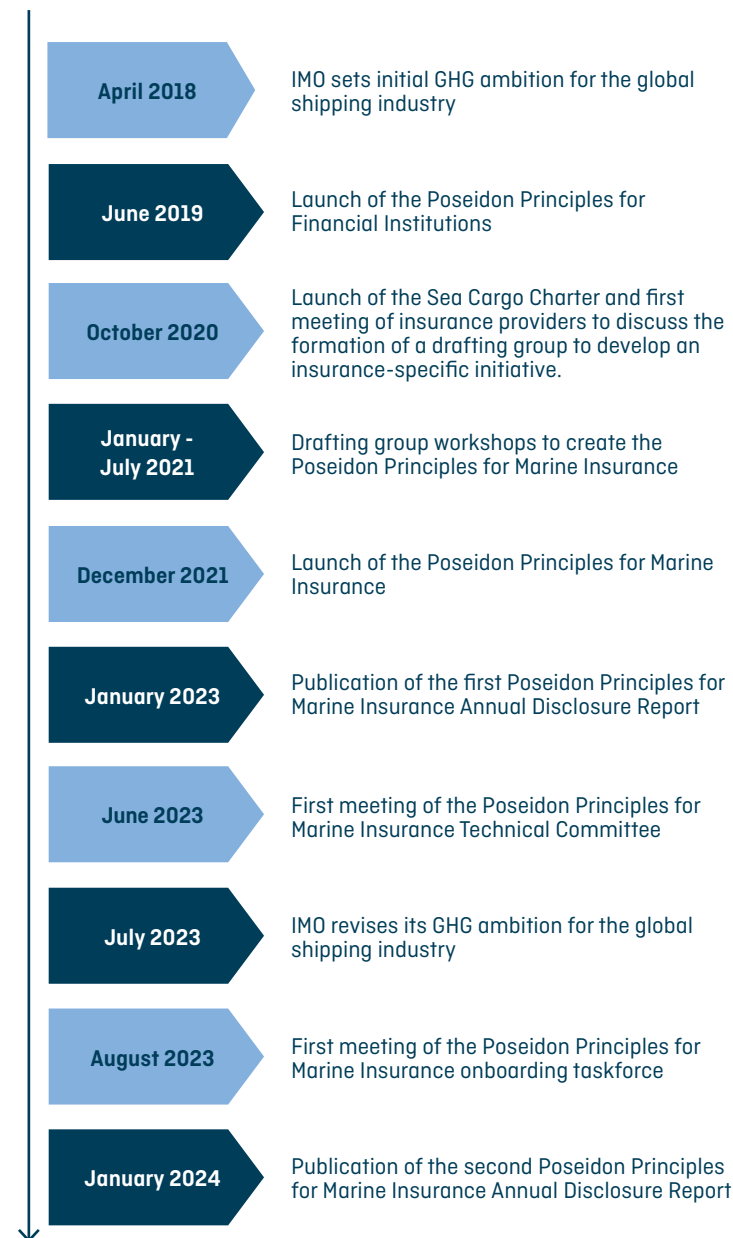 April 2018
IMO sets initial GHG ambition for the global
shipping industry
June 2019
Launch of the Poseidon Principles for
Financial Institutions
October 2020
Launch of the Sea Cargo Charter and first
meeting of insurance providers to discuss the
formation of a drafting group to develop an
insurance-specific initiative.
January -
July 2021
Drafting group workshops to create the
Poseidon Principles for Marine Insurance
December 2021
Launch of the Poseidon Principles for Marine
Insurance
January 2023
Publication of the first Poseidon Principles for
Marine Insurance Annual Disclosure Report
June 2023
First meeting of the Poseidon Principles for
Marine Insurance Technical Committee
July 2023
IMO revises its GHG ambition for the global
shipping industry
August 2023
First meeting of the Poseidon Principles for
Marine Insurance onboarding taskforce
January 2024
Publication of the second Poseidon Principles
for Marine Insurance Annual Disclosure Report